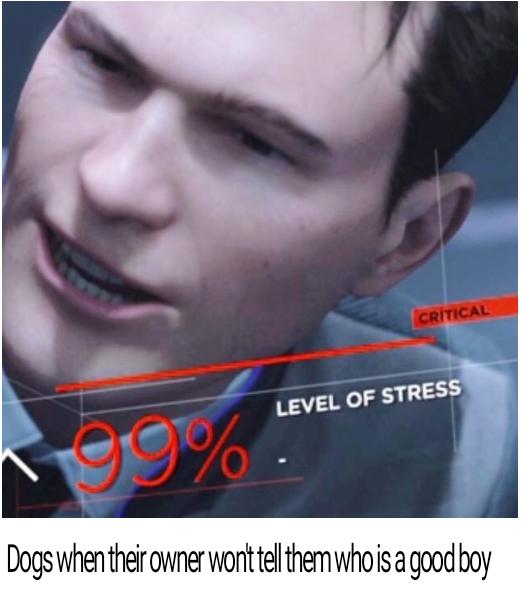 CRITICAL
LEVEL OF STRESS
99%
Dogs when their owner won't tell them who is a good boy